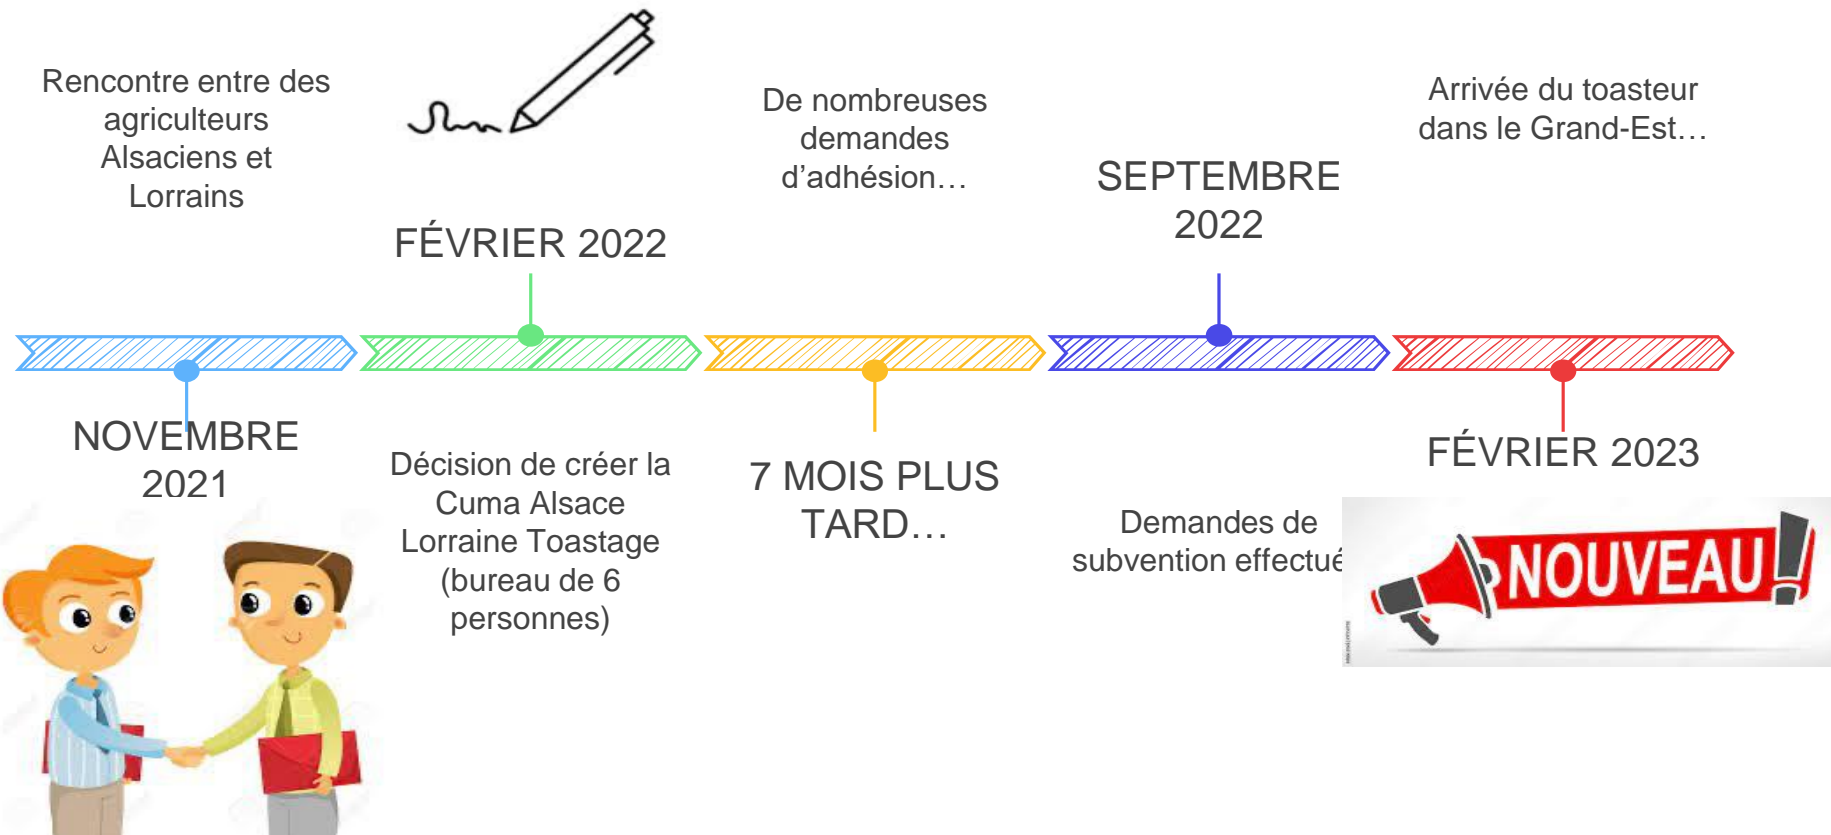 Rencontre entre des
agriculteurs
Alsaciens et
Lorrains
NOVEMBRE
2021
FÉVRIER 2022
Décision de créer la
Cuma Alsace
Lorraine Toastage
(bureau de 6
personnes)
De nombreuses
demandes
d’adhésion…
7 MOIS PLUS
TARD…
SEPTEMBRE
2022
Demandes de
subvention effectué
Arrivée du toasteur
dans le Grand-Est…
FÉVRIER 2023
NOUVEAU!